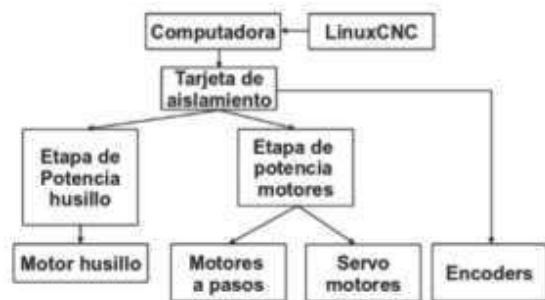 Computadora
LinuxCNC
Tarjeta de
aislamiento
Etapa de
Potencia
husillo
Etapa de
potencia
motores
Motor husillo
Motores
a pasos
Servo
motores
Encoders